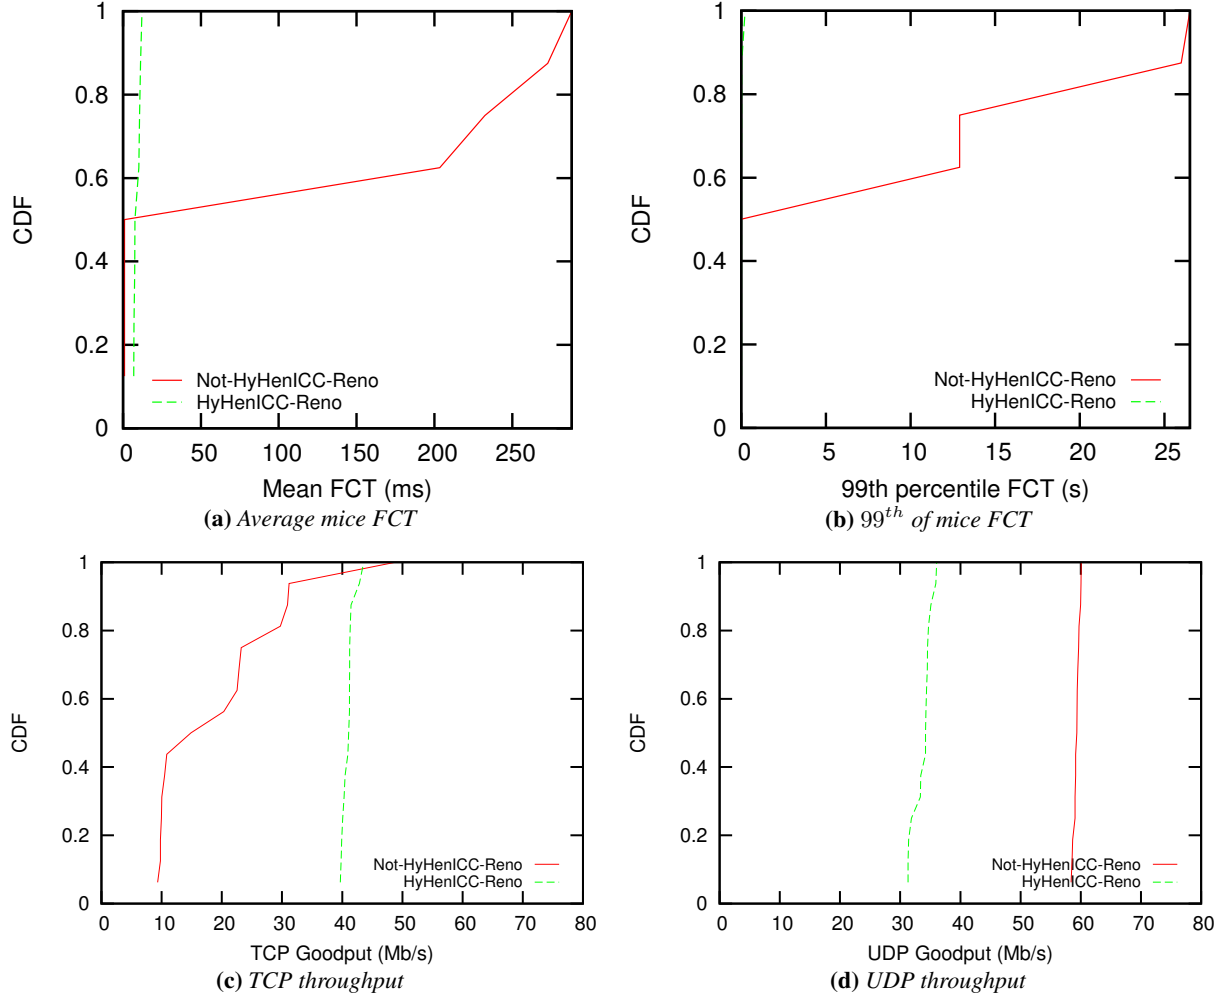 1
0.8
0.6
0.4
0.2
0
CDF
Not-HyHenICC-Reno
HyHenICC-Reno
0 50 100 150 200 250
Mean FCT (ms)
(a) Average mice FCT
1
0.8
0.6
0.4
0.2
0
CDF
Not-HyHenICC-Reno
HyHenICC-Reno
0 5 10 15 20 25
99th percentile FCT (s)
(b) 99th of mice FCT
1
0.8
0.6
0.4
0.2
0
CDF
Not-HyHenICC-Reno
HyHenICC-Reno
0 10 20 30 40 50 60 70 80
TCP Goodput (Mb/s)
(c) TCP throughput
1
0.8
0.6
0.4
0.2
0
CDF
Not-HyHenICC-Reno
HyHenICC-Reno
0 10 20 30 40 50 60 70 80
UDP Goodput (Mb/s)
(d) UDP throughput